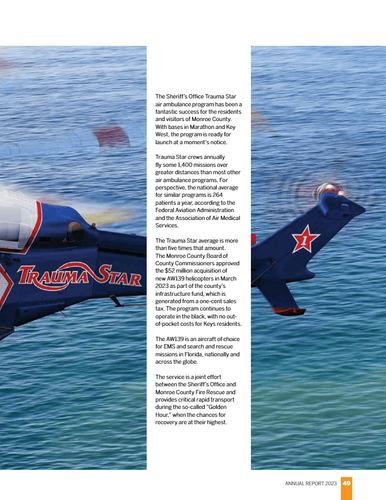 The Sheriff's Office Trauma Star
air ambulance program has been a
fantastic success for the residents
and visitors of Monroe County.
With bases in Marathon and Key
West, the program is ready for
launch at a moment's notice.
Trauma Star crews annually
fly some 1,400 missions over
greater distances than most other
air ambulance programs. For
perspective, the national average
for similar programs is 264
patients a year, according to the
Federal Aviation Administration
and the Association of Air Medical
Services.
The Trauma Star average is more
than five times that amount.
The Monroe County Board of
County Commissioners approved
the $52 million acquisition of
new AW139 helicopters in March
2023 as part of the county's
infrastructure fund, which is
generated from a one-cent sales
tax. The program continues to
operate in the black, with no out-
of-pocket costs for Keys residents.
The AW139 is an aircraft of choice
for EMS and search and rescue
missions in Florida, nationally and
across the globe.
The service is a joint effort
between the Sheriff's Office and
Monroe County Fire Rescue and
provides critical rapid transport
during the so-called "Golden
Hour," when the chances for
recovery are at their highest.
TRAUMA STAR
1
ANNUAL REPORT 2023 49